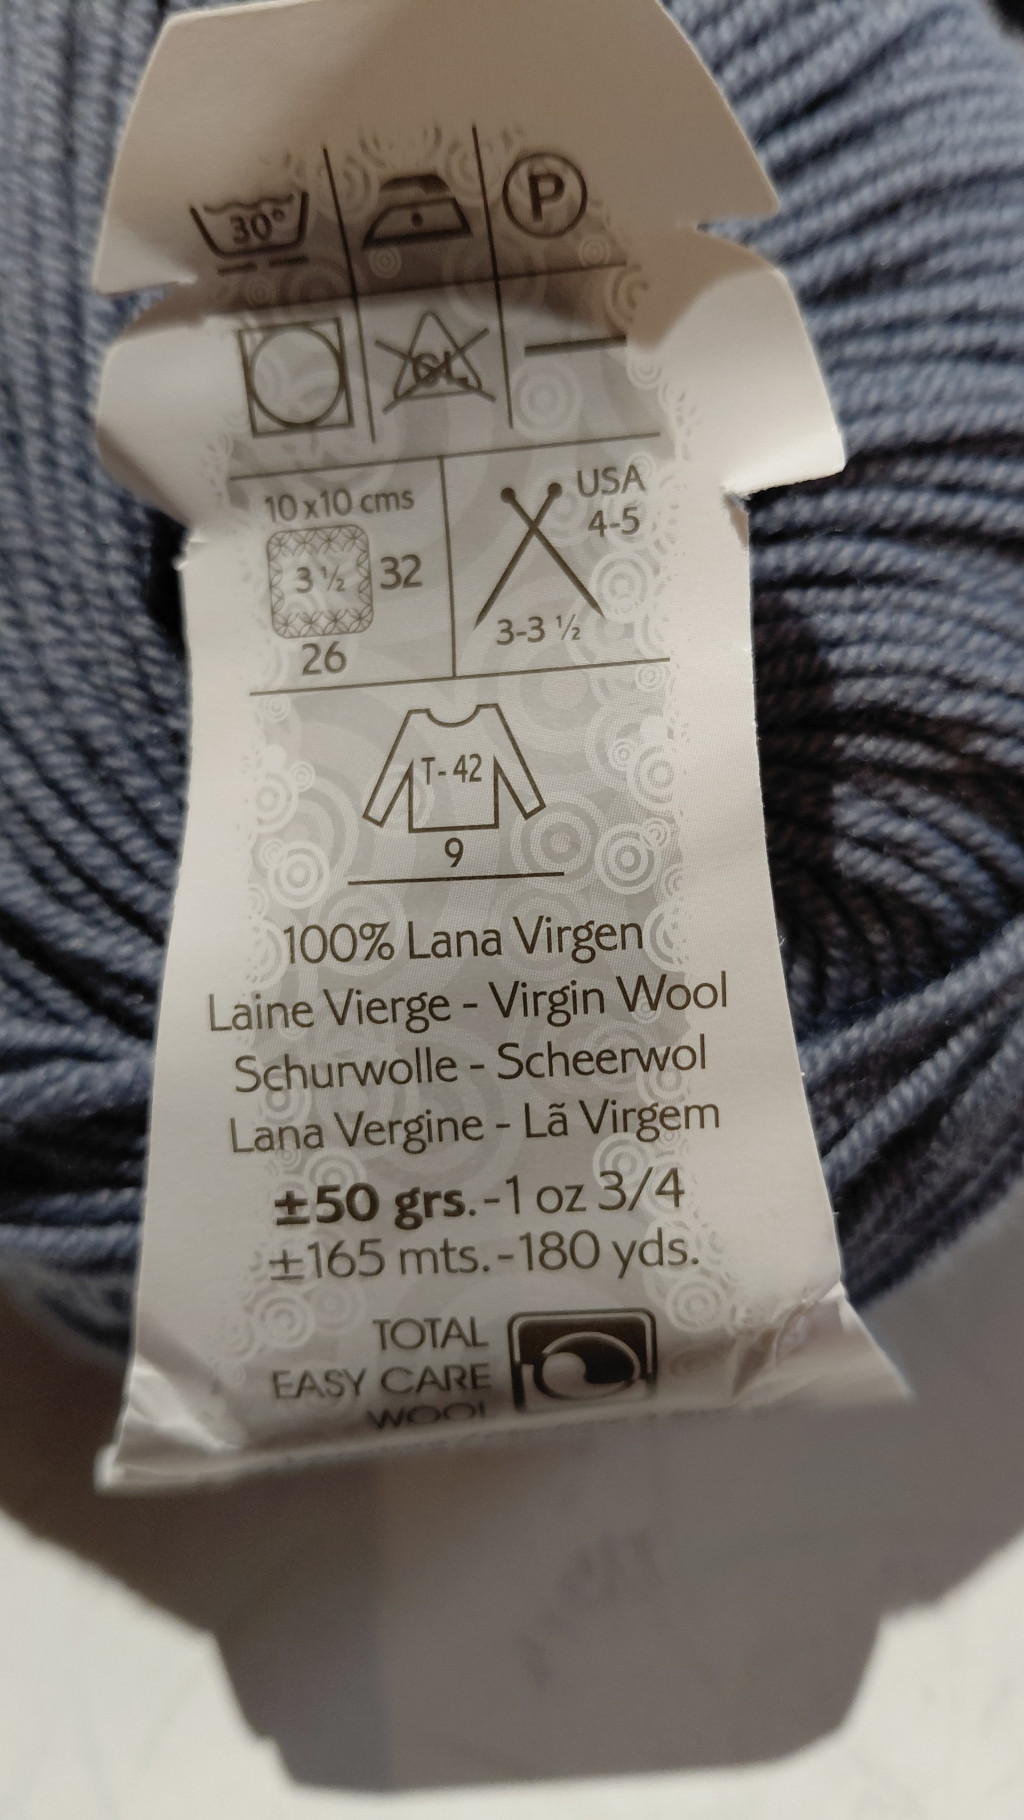 30°
P
CL
10 x 10 cms
3 ½ 32
26
USA
4-5
3-3 ½
T-42
9
100% Lana Virgen
Laine Vierge - Virgin Wool
Schurwolle - Scheerwol
Lana Vergine - Lã Virgem
±50 grs.-1 oz 3/4
±165 mts.-180 yds.
TOTAL
EASY CARE
WOOL